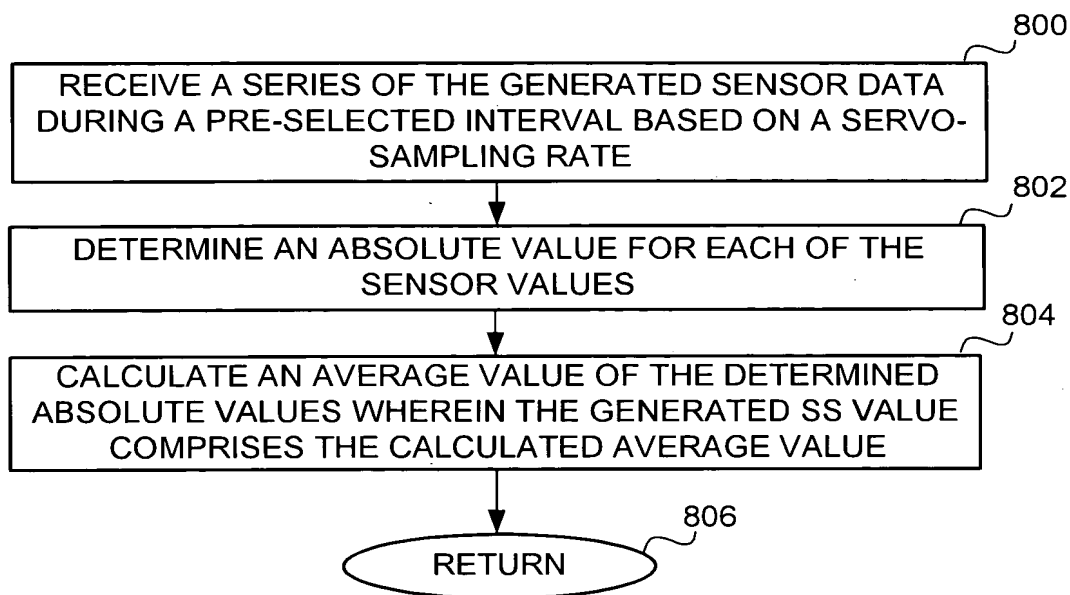 800
RECEIVE A SERIES OF THE GENERATED SENSOR DATA
DURING A PRE-SELECTED INTERVAL BASED ON A SERVO-
SAMPLING RATE
802
DETERMINE AN ABSOLUTE VALUE FOR EACH OF THE
SENSOR VALUES
804
CALCULATE AN AVERAGE VALUE OF THE DETERMINED
ABSOLUTE VALUES WHEREIN THE GENERATED SS VALUE
COMPRISES THE CALCULATED AVERAGE VALUE
806
RETURN